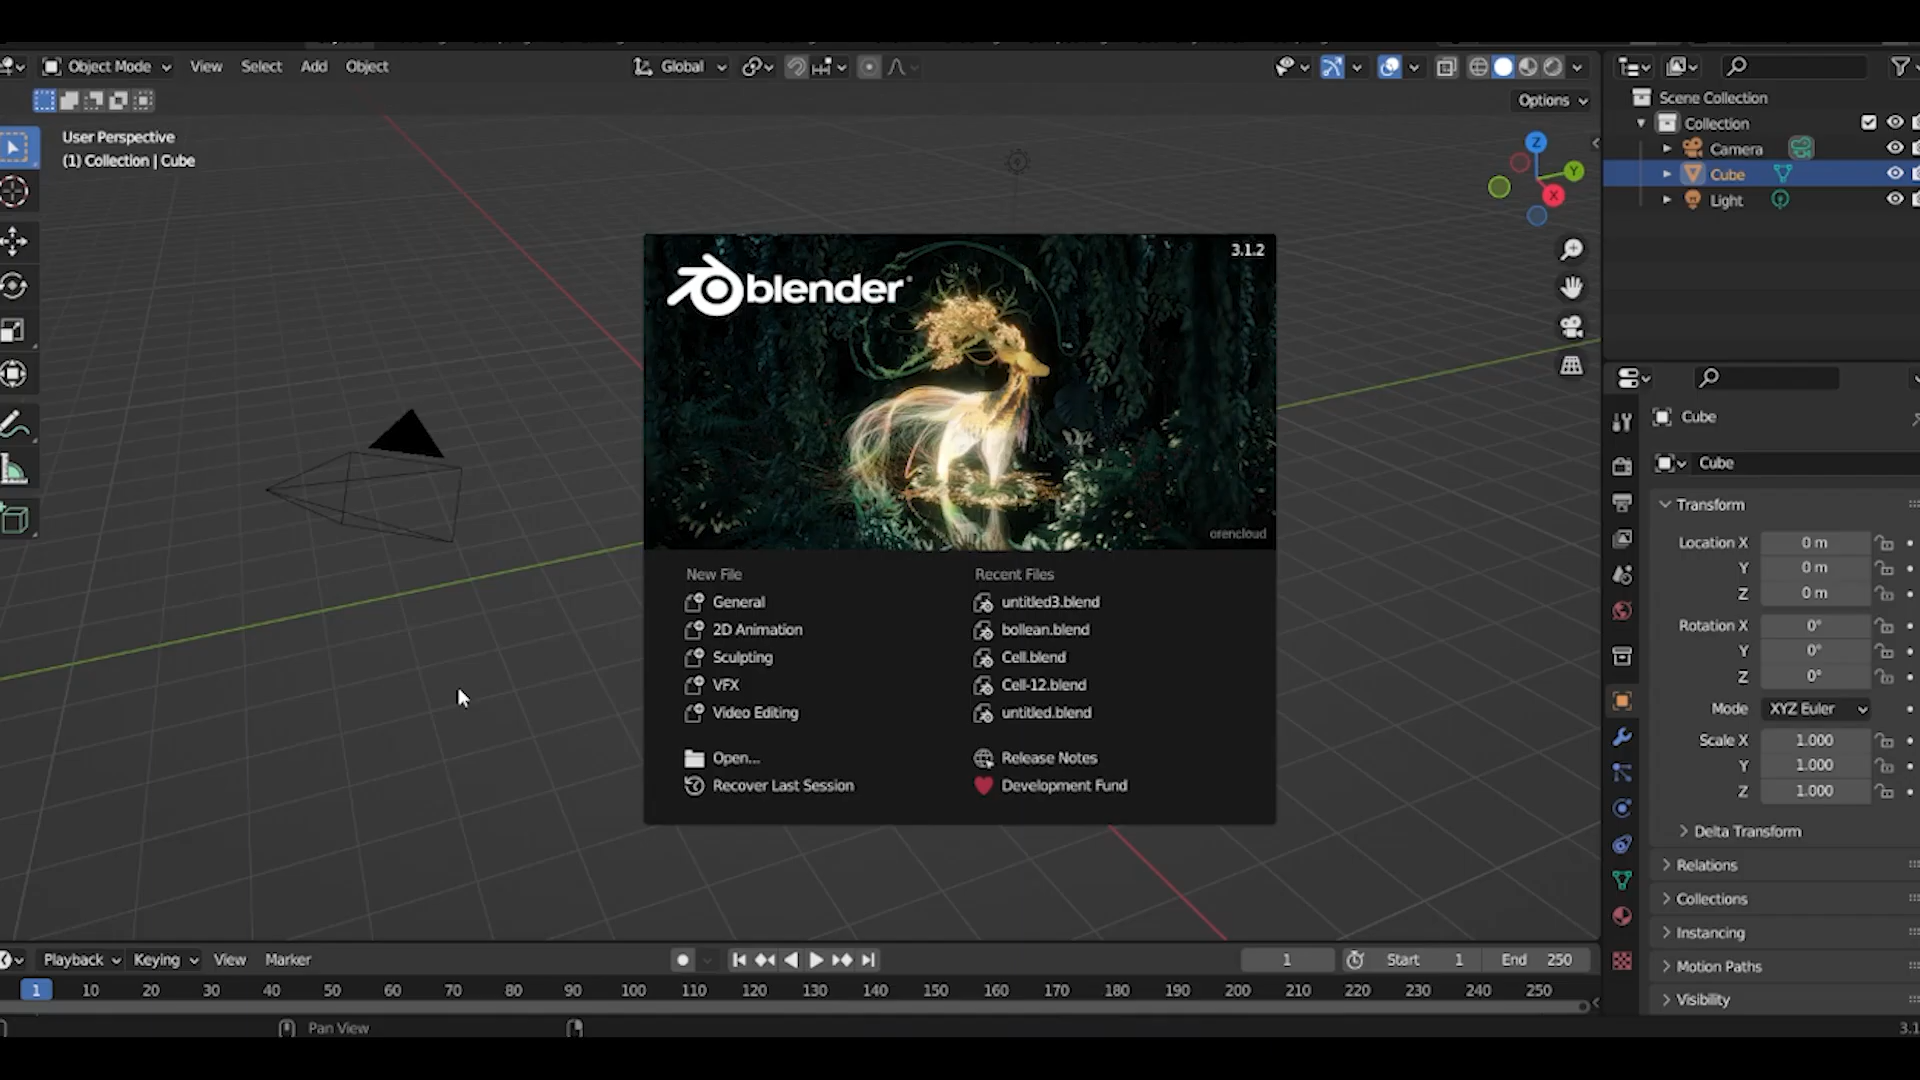 Object Mode View Select Add Object Global
Options
User Perspective
(1) Collection | Cube
Z
Y
X
Scene Collection
Collection
Camera
Cube
Light
blender
3.1.2
orencloud
New File
General
2D Animation
Sculpting
VFX
Video Editing
Open...
Recover Last Session
Recent Files
untitled3.blend
bollean.blend
Cell.blend
Cell-12.blend
untitled.blend
Release Notes
Development Fund
Cube
Cube
Transform
Location X 0 m
Y 0 m
Z 0 m
Rotation X 0°
Y 0°
Z 0°
Mode XYZ Euler
Scale X 1.000
Y 1.000
Z 1.000
Delta Transform
Relations
Collections
Instancing
Motion Paths
Visibility
Playback Keying View Marker 1 Start 1 End 250
1 10 20 30 40 50 60 70 80 90 100 110 120 130 140 150 160 170 180 190 200 210 220 230 240 250
Pan View